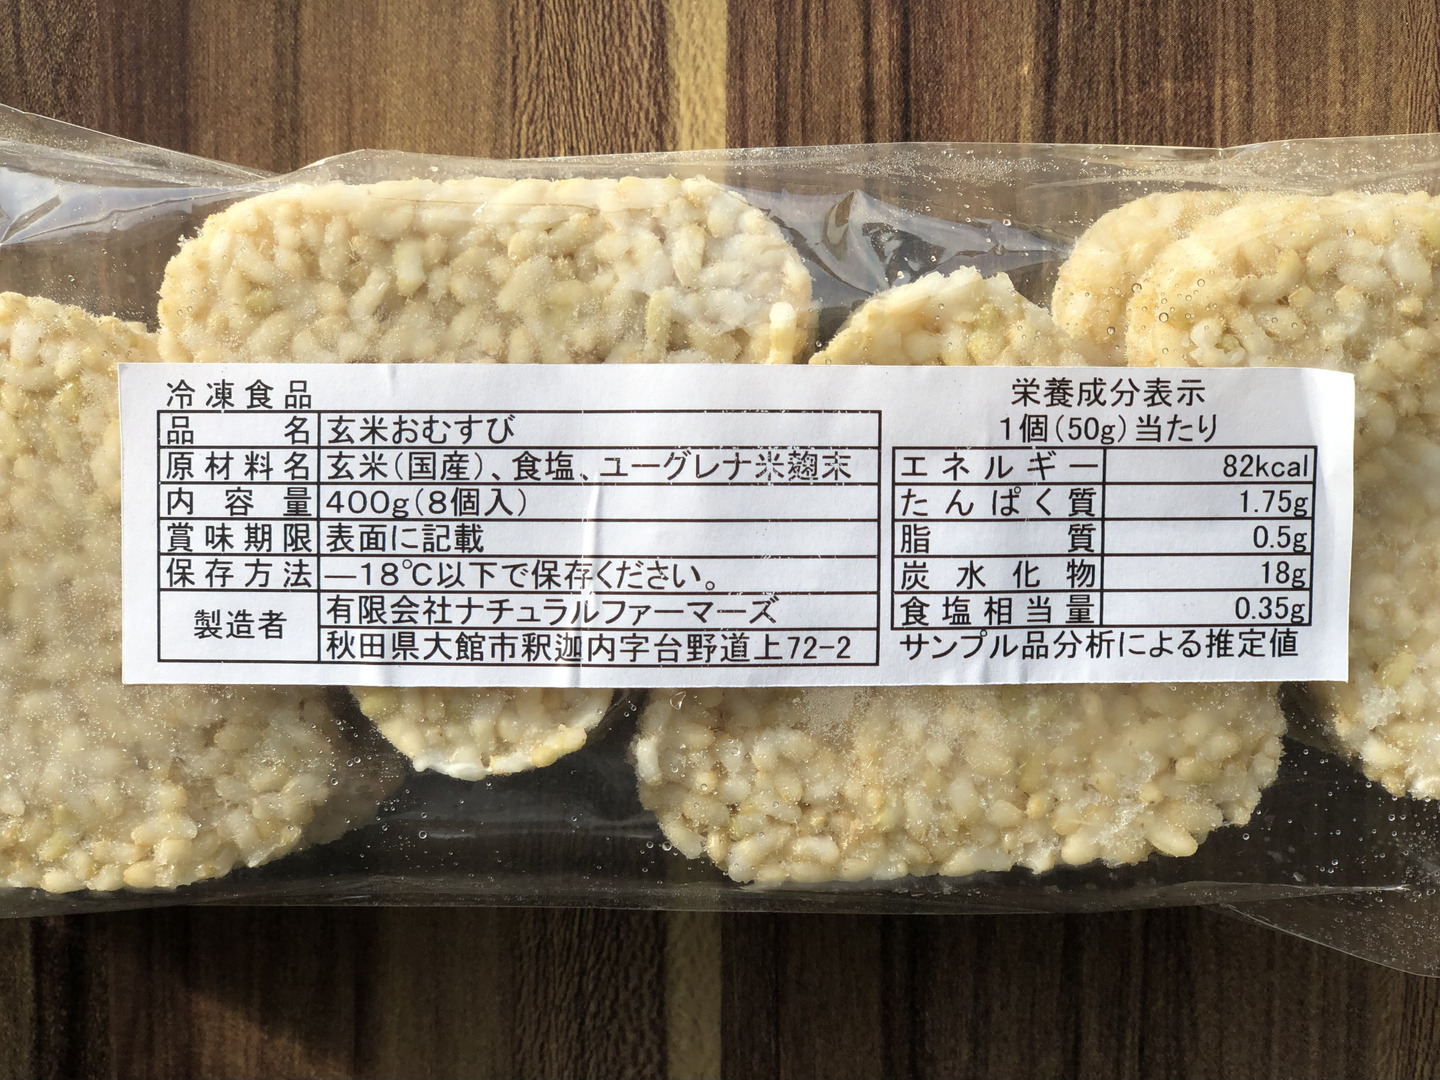 冷凍食品
品名 玄米おむすび
原材料名 玄米(国産)、食塩、ユーグレナ米麹末
内容量 400g(8個入)
賞味期限 表面に記載
保存方法 ―18℃以下で保存ください。
製造者 有限会社ナチュラルファーマーズ
秋田県大館市釈迦内字台野道上72-2
栄養成分表示
1個(50g)当たり
エネルギー 82kcal
たんぱく質 1.75g
脂質 0.5g
炭水化物 18g
食塩相当量 0.35g
サンプル品分析による推定値